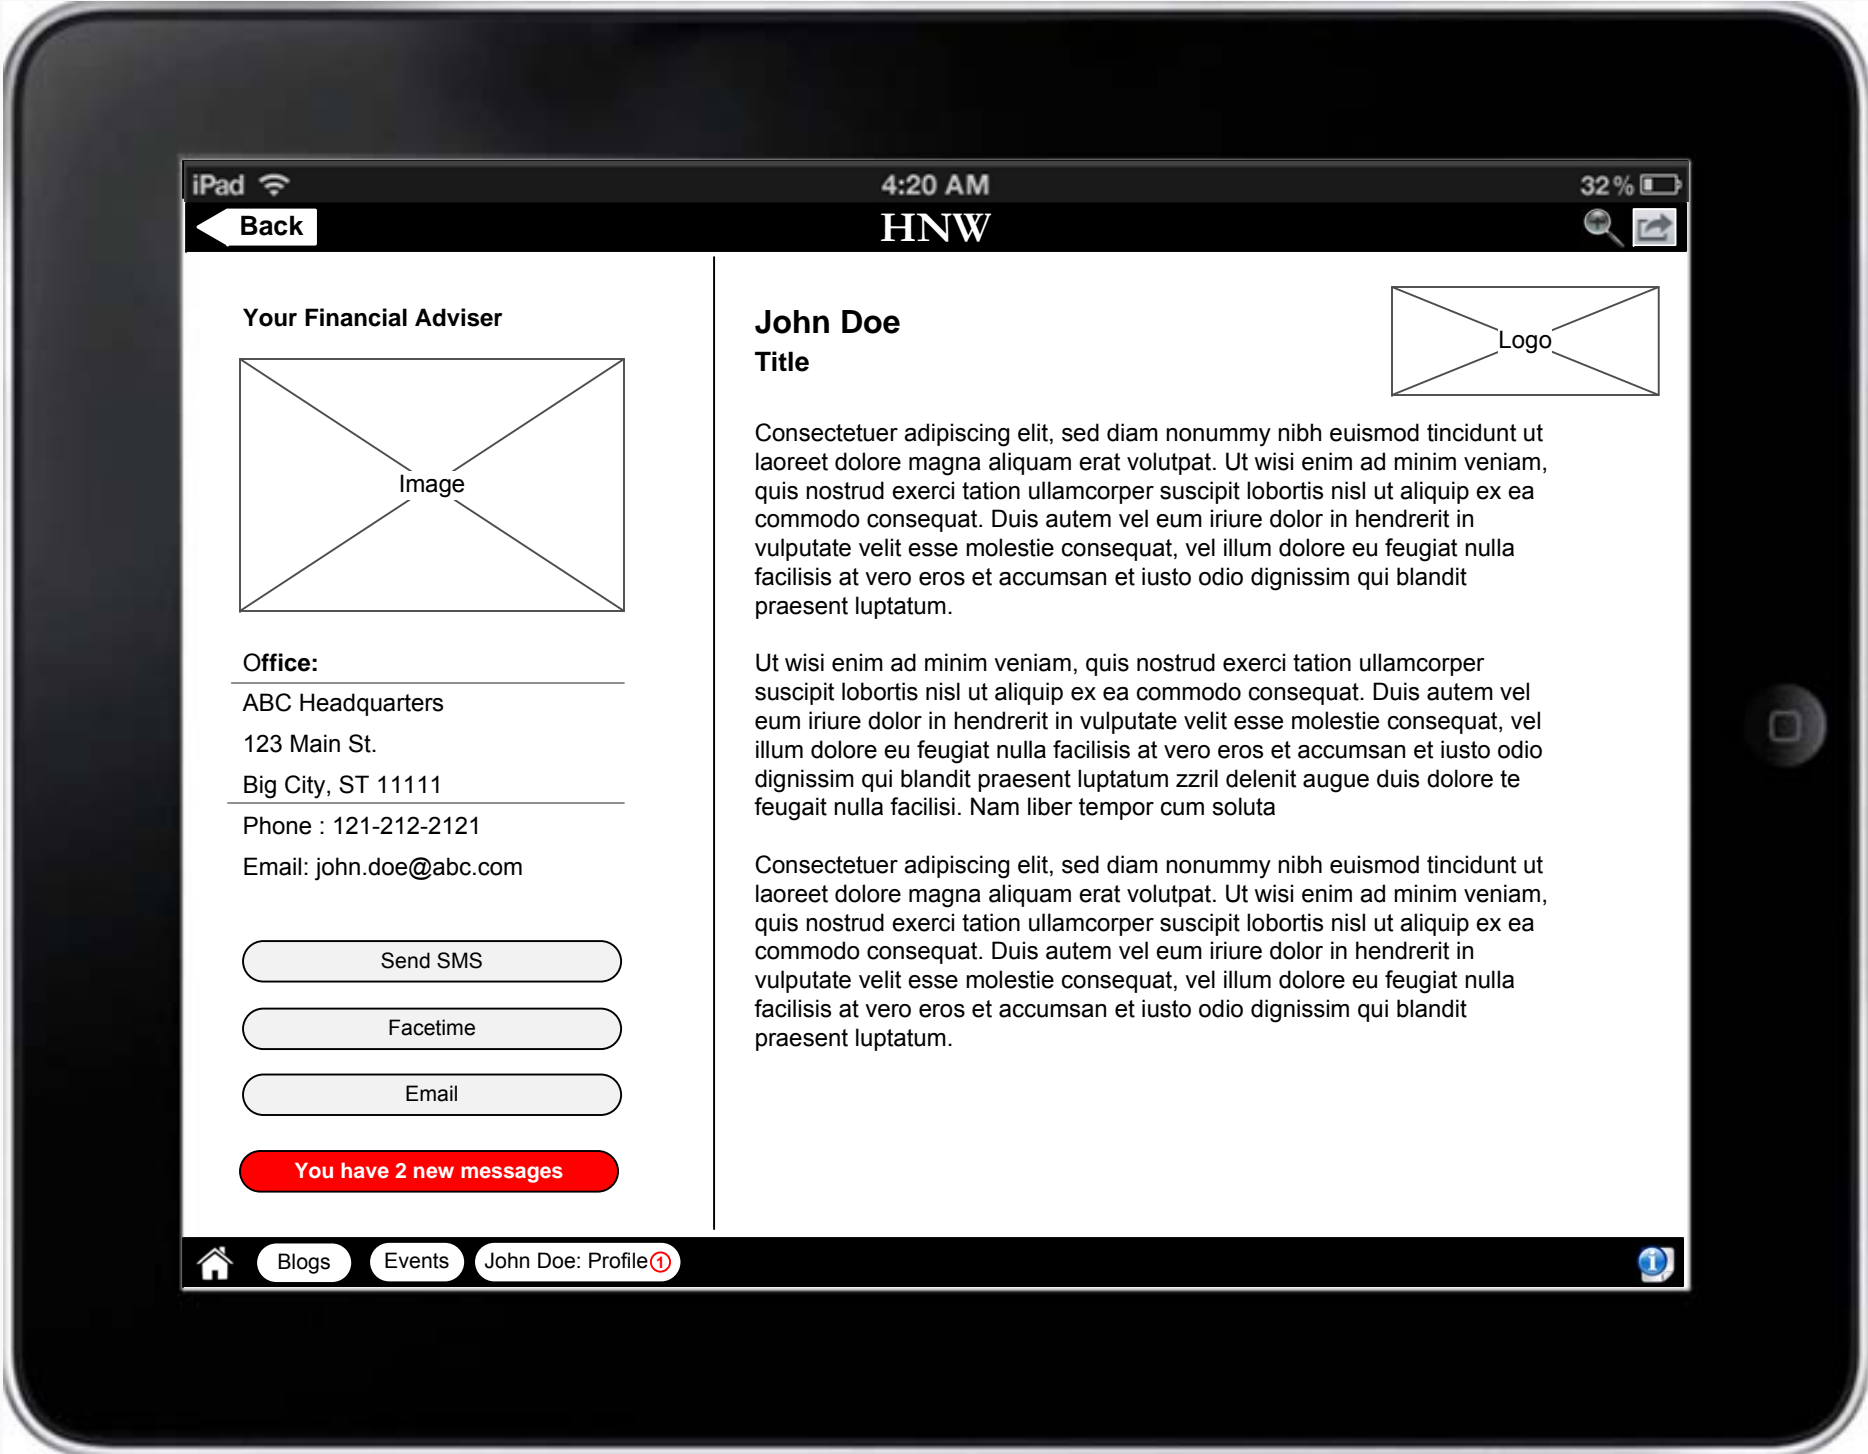 iPad
4:20 AM
32%
Back
HNW
Your Financial Adviser
Image
Office:
ABC Headquarters
123 Main St.
Big City, ST 11111
Phone : 121-212-2121
Email: john.doe@abc.com
Send SMS
Facetime
Email
You have 2 new messages
John Doe
Title
Logo
Consectetuer adipiscing elit, sed diam nonummy nibh euismod tincidunt ut
laoreet dolore magna aliquam erat volutpat. Ut wisi enim ad minim veniam,
quis nostrud exerci tation ullamcorper suscipit lobortis nisl ut aliquip ex ea
commodo consequat. Duis autem vel eum iriure dolor in hendrerit in
vulputate velit esse molestie consequat, vel illum dolore eu feugiat nulla
facilisis at vero eros et accumsan et iusto odio dignissim qui blandit
praesent luptatum.
Ut wisi enim ad minim veniam, quis nostrud exerci tation ullamcorper
suscipit lobortis nisl ut aliquip ex ea commodo consequat. Duis autem vel
eum iriure dolor in hendrerit in vulputate velit esse molestie consequat, vel
illum dolore eu feugiat nulla facilisis at vero eros et accumsan et iusto odio
dignissim qui blandit praesent luptatum zzril delenit augue duis dolore te
feugait nulla facilisi. Nam liber tempor cum soluta
Consectetuer adipiscing elit, sed diam nonummy nibh euismod tincidunt ut
laoreet dolore magna aliquam erat volutpat. Ut wisi enim ad minim veniam,
quis nostrud exerci tation ullamcorper suscipit lobortis nisl ut aliquip ex ea
commodo consequat. Duis autem vel eum iriure dolor in hendrerit in
vulputate velit esse molestie consequat, vel illum dolore eu feugiat nulla
facilisis at vero eros et accumsan et iusto odio dignissim qui blandit
praesent luptatum.
Blogs
Events
John Doe: Profile 1
i